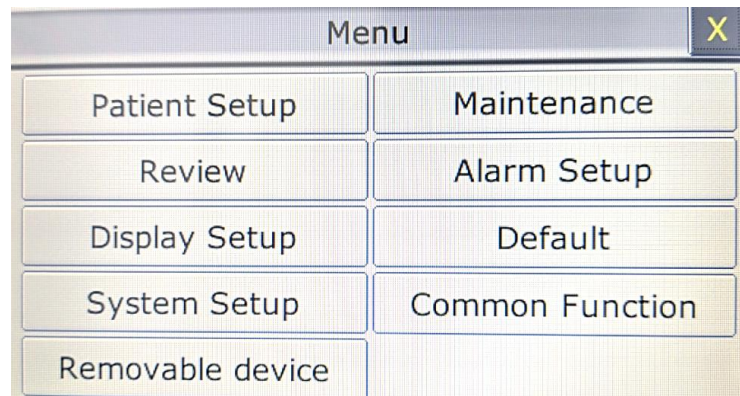 Menu
X
Patient Setup
Maintenance
Review
Alarm Setup
Display Setup
Default
System Setup
Common Function
Removable device